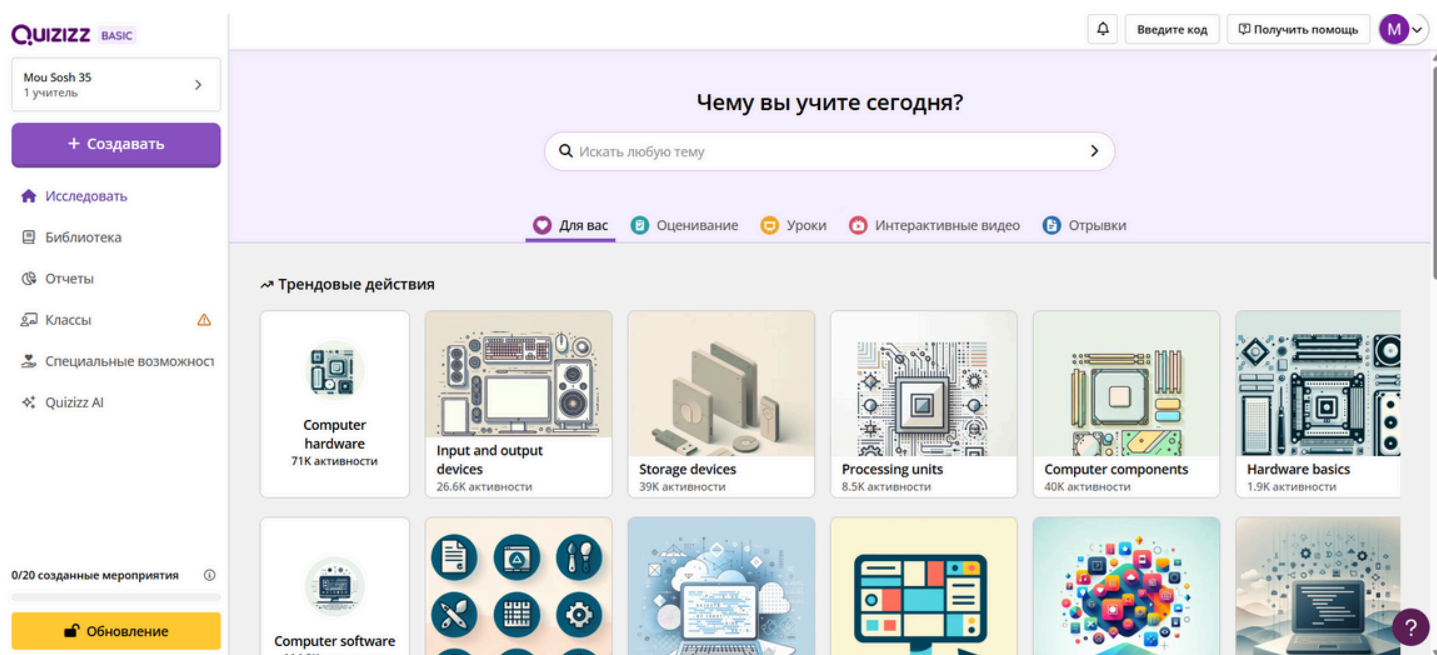 QUIZIZZ BASIC
Введите код
Получить помощь
M
Mou Sosh 35
1 учитель
+ Создавать
Исследовать
Библиотека
Отчеты
Классы
Специальные возможност
Quizizz AI
0/20 созданные мероприятия
Обновление
Чему вы учите сегодня?
Искать любую тему
Для вас
Оценивание
Уроки
Интерактивные видео
Отрывки
Трендовые действия
Computer
hardware
71K активности
Input and output
devices
26.6K активности
Storage devices
39K активности
Processing units
8.5K активности
Computer components
40K активности
Hardware basics
1.9K активности
Computer software
?